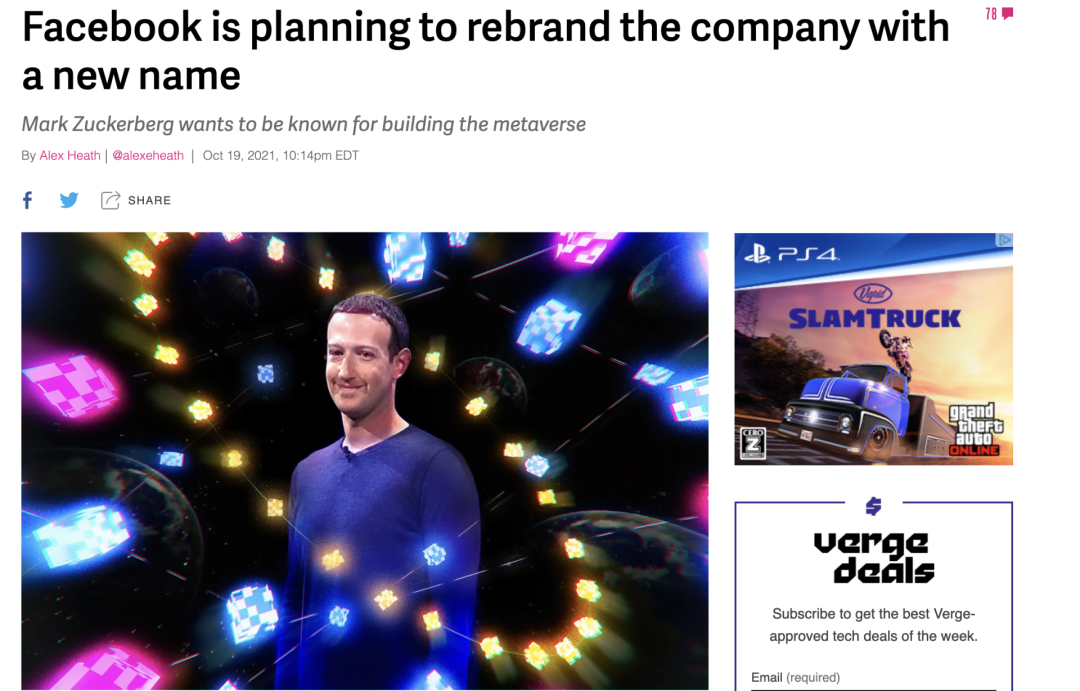 Facebook is planning to rebrand the company with
a new name
78
Mark Zuckerberg wants to be known for building the metaverse
By Alex Heath | @alexeheath | Oct 19, 2021, 10:14pm EDT
f
SHARE
PS4
Vapid
SLAMTRUCK
grand
theft
auto
ONLINE
CERO
Z
verge
deals
Subscribe to get the best Verge-
approved tech deals of the week.
Email (required)